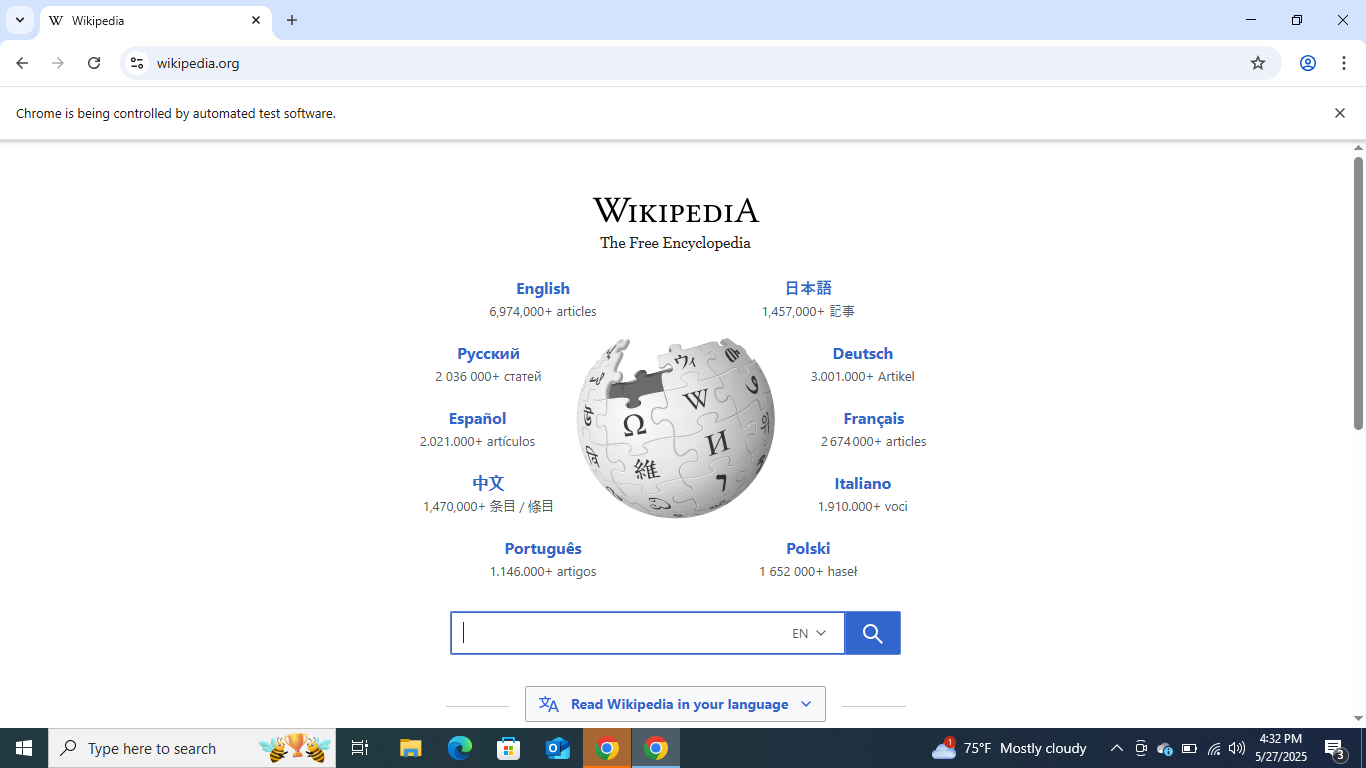 Wikipedia
wikipedia.org
Chrome is being controlled by automated test software.
WIKIPEDIA
The Free Encyclopedia
English
6,974,000+ articles
日本語
1,457,000+ 記事
Русский
2 036 000+ статей
Deutsch
3.001.000+ Artikel
Español
2.021.000+ artículos
Français
2 674 000+ articles
中文
1,470,000+ 条目 / 條目
Italiano
1.910.000+ voci
Português
1.146.000+ artigos
Polski
1 652 000+ haseł
Ω
W
И
維
ウィ
EN
Read Wikipedia in your language
Type here to search
1
75°F Mostly cloudy
4:32 PM
5/27/2025
3